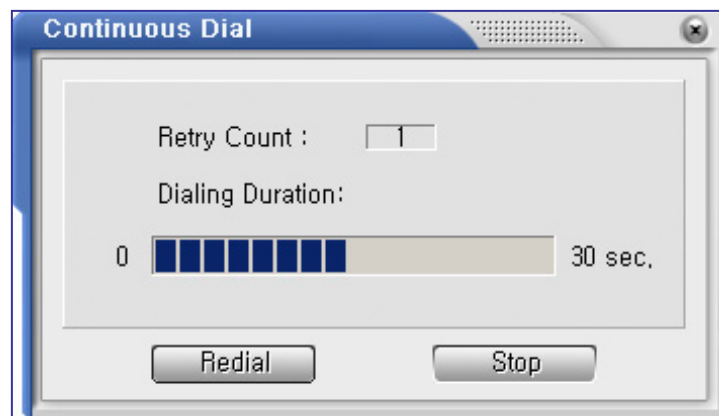 Continuous Dial
Retry Count : 1
Dialing Duration:
0 30 sec,
Redial Stop